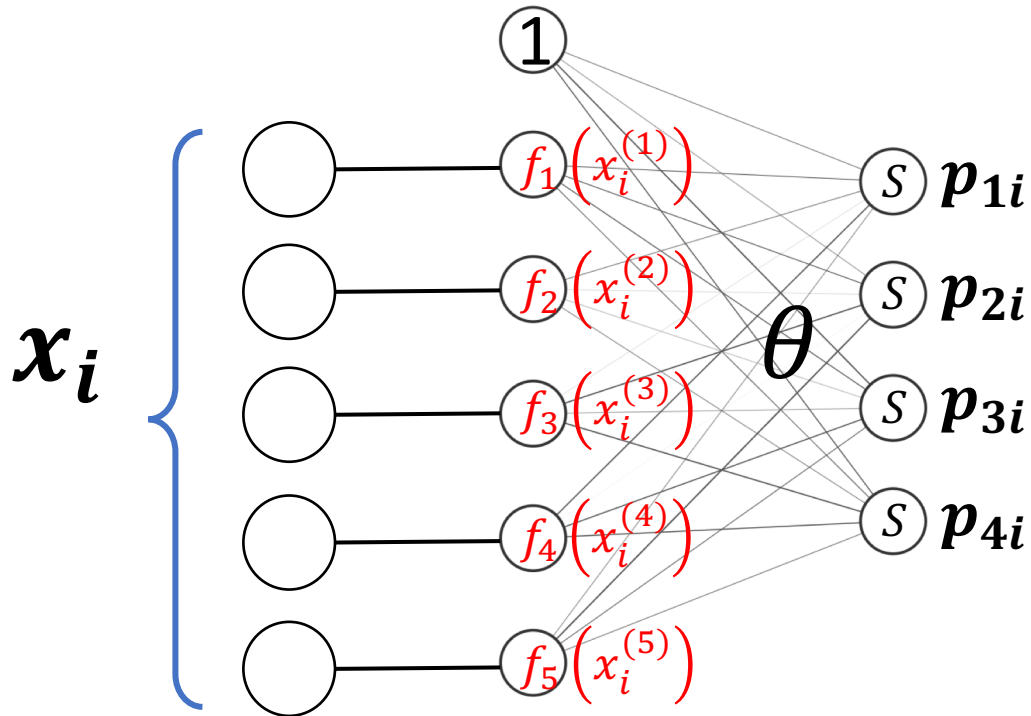 1
f₁(xᵢ⁽¹⁾) S p₁ᵢ
f₂(xᵢ⁽²⁾) S p₂ᵢ
xᵢ θ
f₃(xᵢ⁽³⁾) S p₃ᵢ
f₄(xᵢ⁽⁴⁾) S p₄ᵢ
f₅(xᵢ⁽⁵⁾)